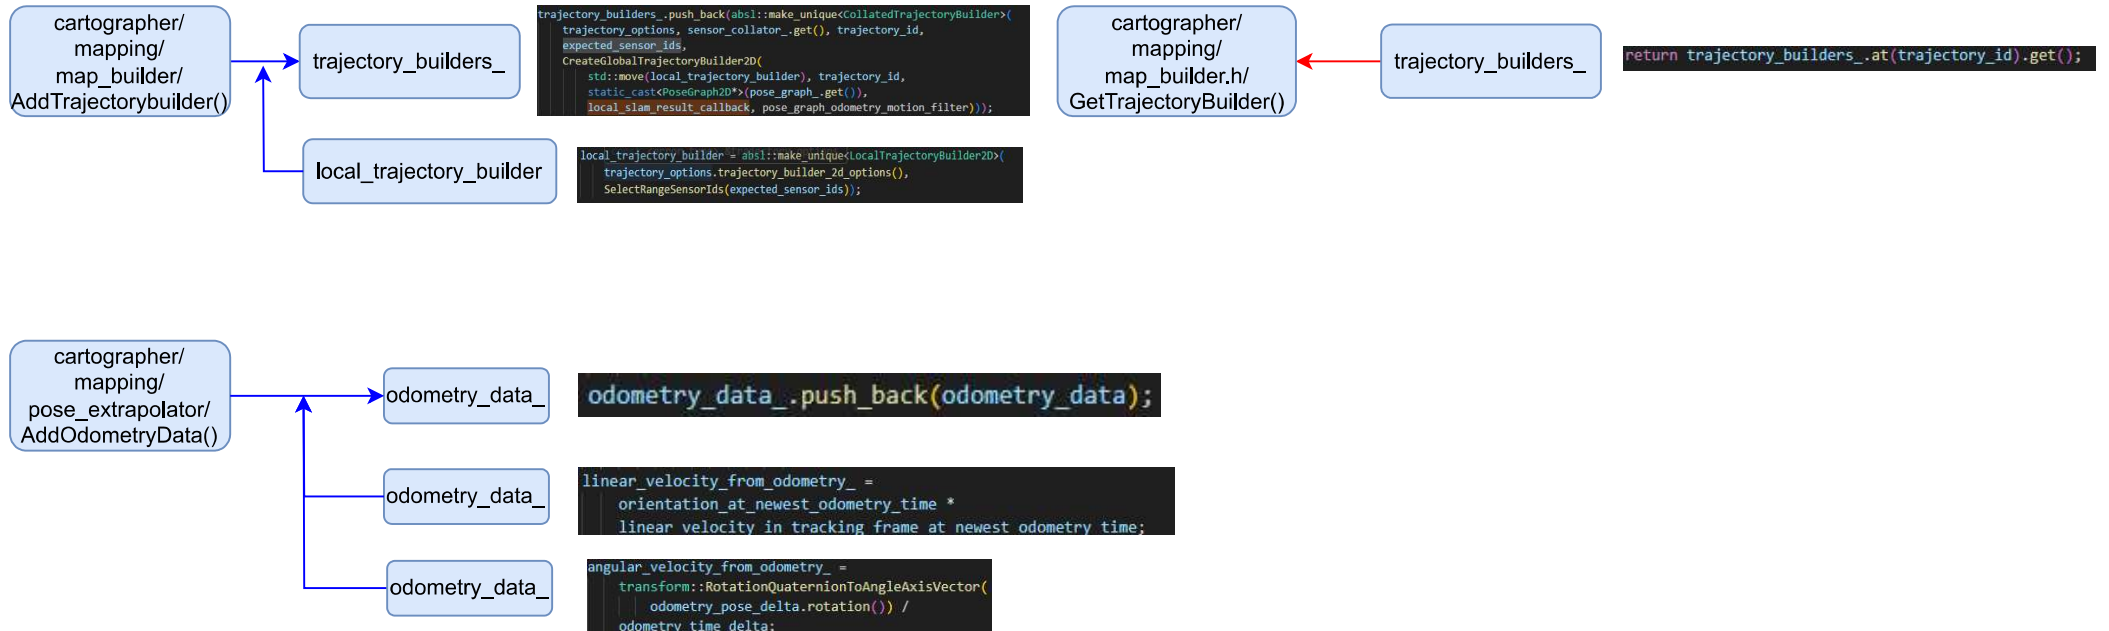 cartographer/
mapping/
map_builder/
AddTrajectorybuilder()
trajectory_builders_
trajectory_builders_.push_back(absl::make_unique<CollatedTrajectoryBuilder>(
trajectory_options, sensor_collator_.get(), trajectory_id,
expected_sensor_ids,
CreateGlobalTrajectoryBuilder2D(
std::move(local_trajectory_builder), trajectory_id,
static_cast<PoseGraph2D*>(pose_graph_.get()),
local_slam_result_callback, pose_graph_odometry_motion_filter)));
local_trajectory_builder
local_trajectory_builder = absl::make_unique<LocalTrajectoryBuilder2D>(
trajectory_options.trajectory_builder_2d_options(),
SelectRangeSensorIds(expected_sensor_ids));
cartographer/
mapping/
map_builder.h/
GetTrajectoryBuilder()
trajectory_builders_
return trajectory_builders_.at(trajectory_id).get();
cartographer/
mapping/
pose_extrapolator/
AddOdometryData()
odometry_data_
odometry_data_.push_back(odometry_data);
odometry_data_
linear_velocity_from_odometry_ =
orientation_at_newest_odometry_time *
linear_velocity_in_tracking_frame_at_newest_odometry_time;
odometry_data_
angular_velocity_from_odometry_ =
transform::RotationQuaternionToAngleAxisVector(
odometry_pose_delta.rotation()) /
odometry_time_delta;